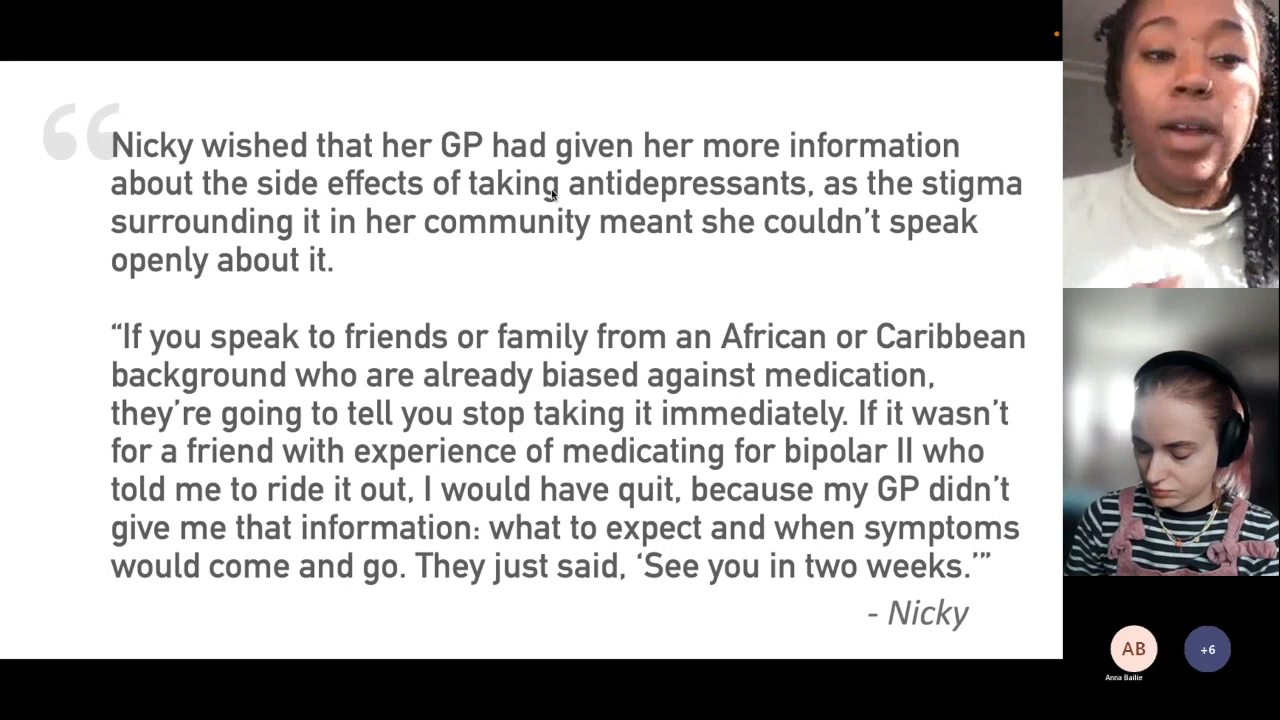 Nicky wished that her GP had given her more information
about the side effects of taking antidepressants, as the stigma
surrounding it in her community meant she couldn’t speak
openly about it.
“If you speak to friends or family from an African or Caribbean
background who are already biased against medication,
they’re going to tell you stop taking it immediately. If it wasn’t
for a friend with experience of medicating for bipolar II who
told me to ride it out, I would have quit, because my GP didn’t
give me that information: what to expect and when symptoms
would come and go. They just said, ‘See you in two weeks.’”
- Nicky
AB
+6
Anna Bailie